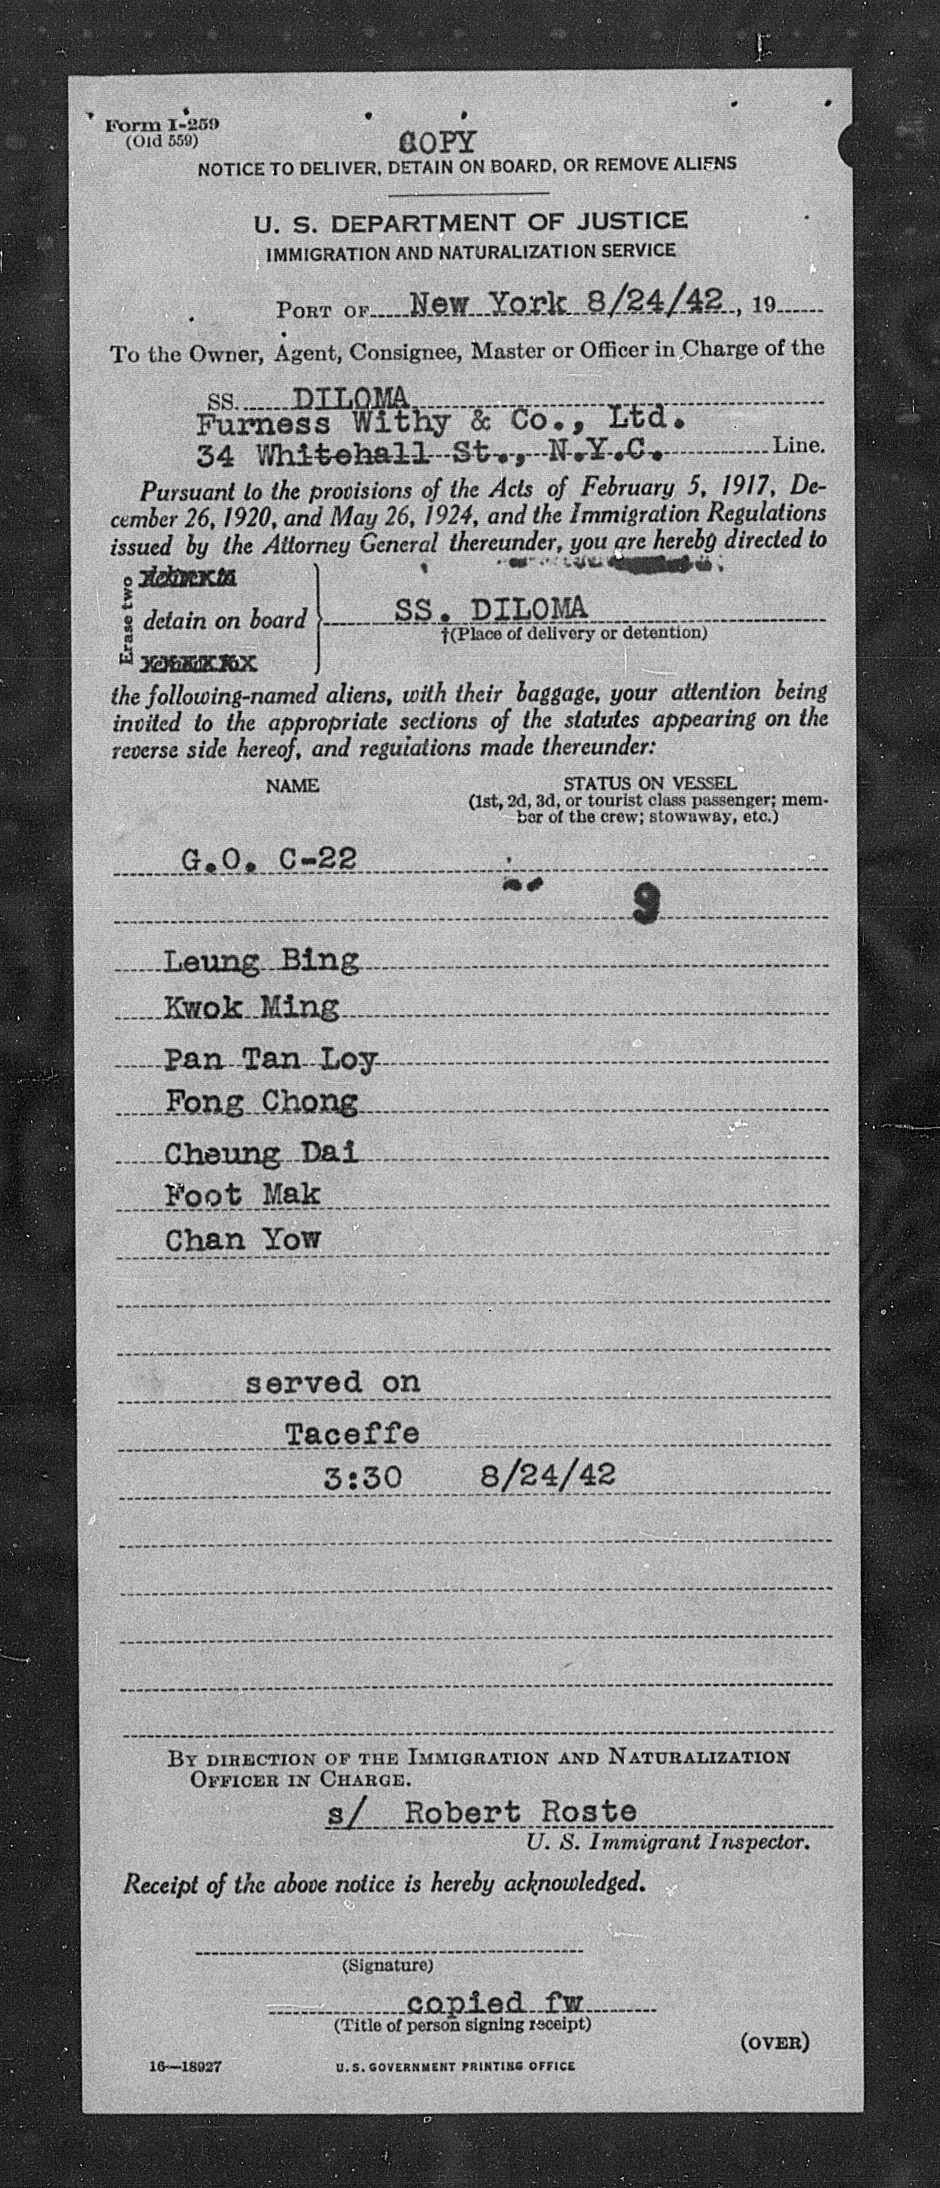 Form I-259
(Old 559)
COPY
NOTICE TO DELIVER, DETAIN ON BOARD, OR REMOVE ALIENS
U. S. DEPARTMENT OF JUSTICE
IMMIGRATION AND NATURALIZATION SERVICE
PORT OF New York 8/24/42, 19
To the Owner, Agent, Consignee, Master or Officer in Charge of the
SS. DILOMA
Furness Withy & Co., Ltd.
34 Whitehall St., N.Y.C. Line.
Pursuant to the provisions of the Acts of February 5, 1917, De-
cember 26, 1920, and May 26, 1924, and the Immigration Regulations
issued by the Attorney General thereunder, you are hereby directed to
Erase two
detain on board
SS. DILOMA
†(Place of delivery or detention)
the following-named aliens, with their baggage, your attention being
invited to the appropriate sections of the statutes appearing on the
reverse side hereof, and regulations made thereunder:
NAME STATUS ON VESSEL
(1st, 2d, 3d, or tourist class passenger; mem-
ber of the crew; stowaway, etc.)
G.O. C-22
9
Leung Bing
Kwok Ming
Pan Tan Loy
Fong Chong
Cheung Dai
Foot Mak
Chan Yow
served on
Taceffe
3:30 8/24/42
BY DIRECTION OF THE IMMIGRATION AND NATURALIZATION
OFFICER IN CHARGE.
s/ Robert Roste
U. S. Immigrant Inspector.
Receipt of the above notice is hereby acknowledged.
(Signature)
copied fw
(Title of person signing receipt)
(OVER)
16—18927 U. S. GOVERNMENT PRINTING OFFICE